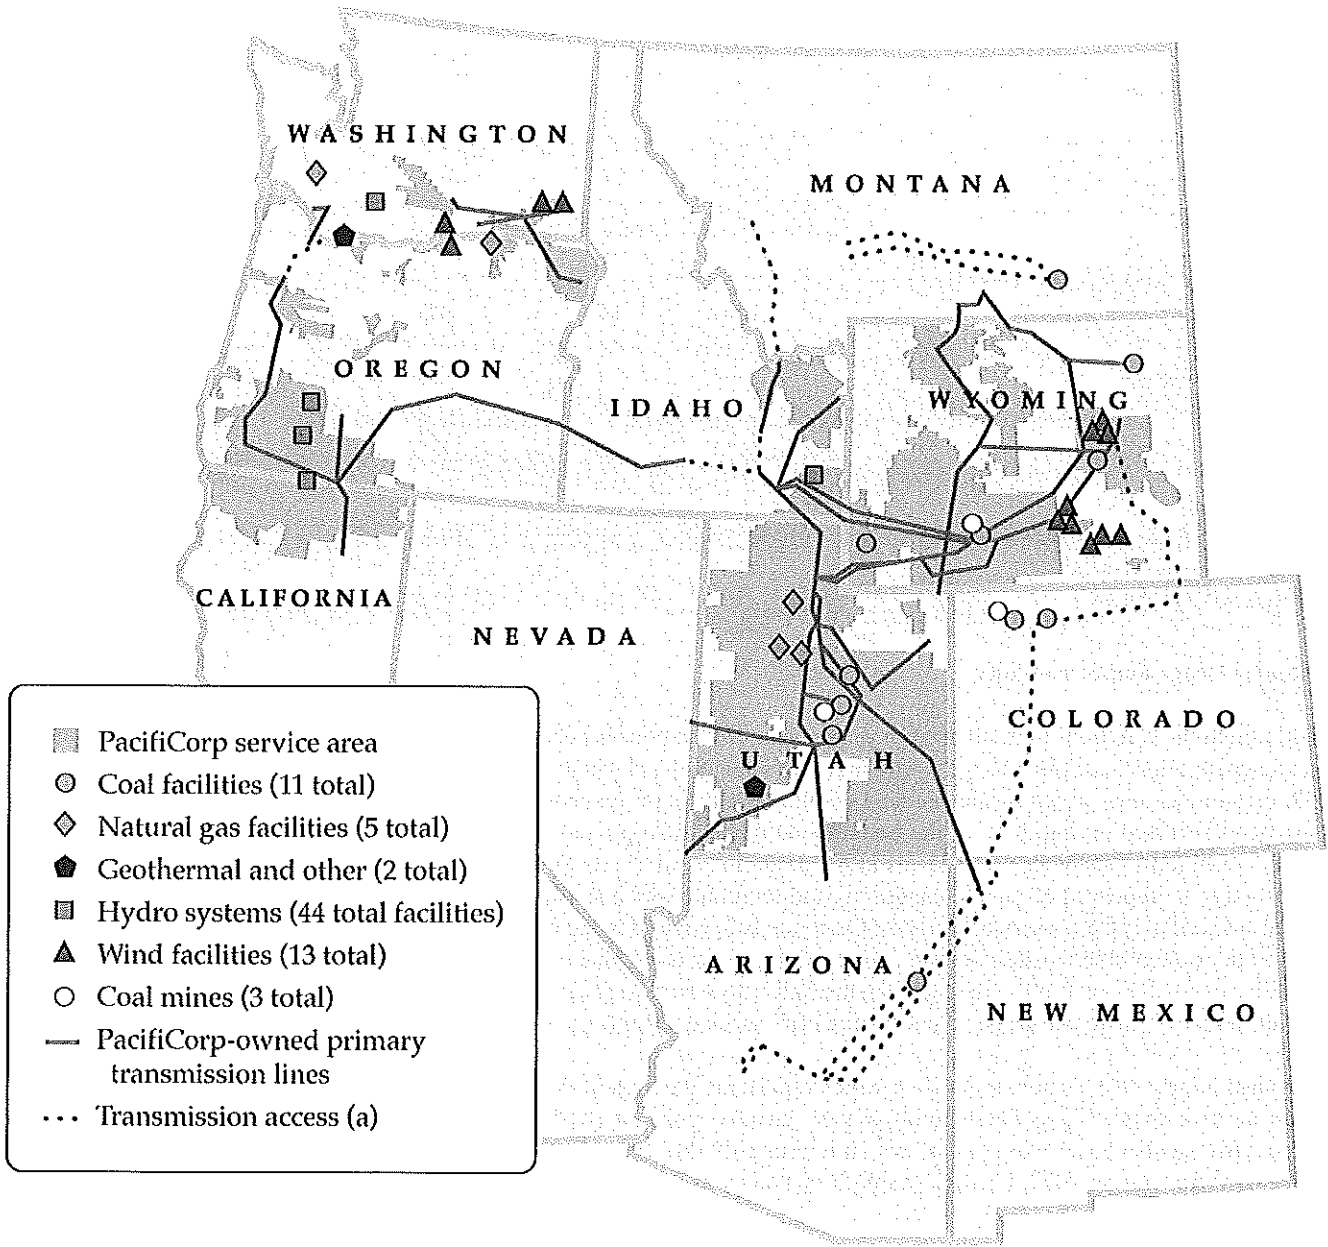 WASHINGTON
MONTANA
OREGON
IDAHO
WYOMING
CALIFORNIA
NEVADA
COLORADO
UTAH
ARIZONA
NEW MEXICO
PacifiCorp service area
Coal facilities (11 total)
Natural gas facilities (5 total)
Geothermal and other (2 total)
Hydro systems (44 total facilities)
Wind facilities (13 total)
Coal mines (3 total)
PacifiCorp-owned primary
transmission lines
Transmission access (a)